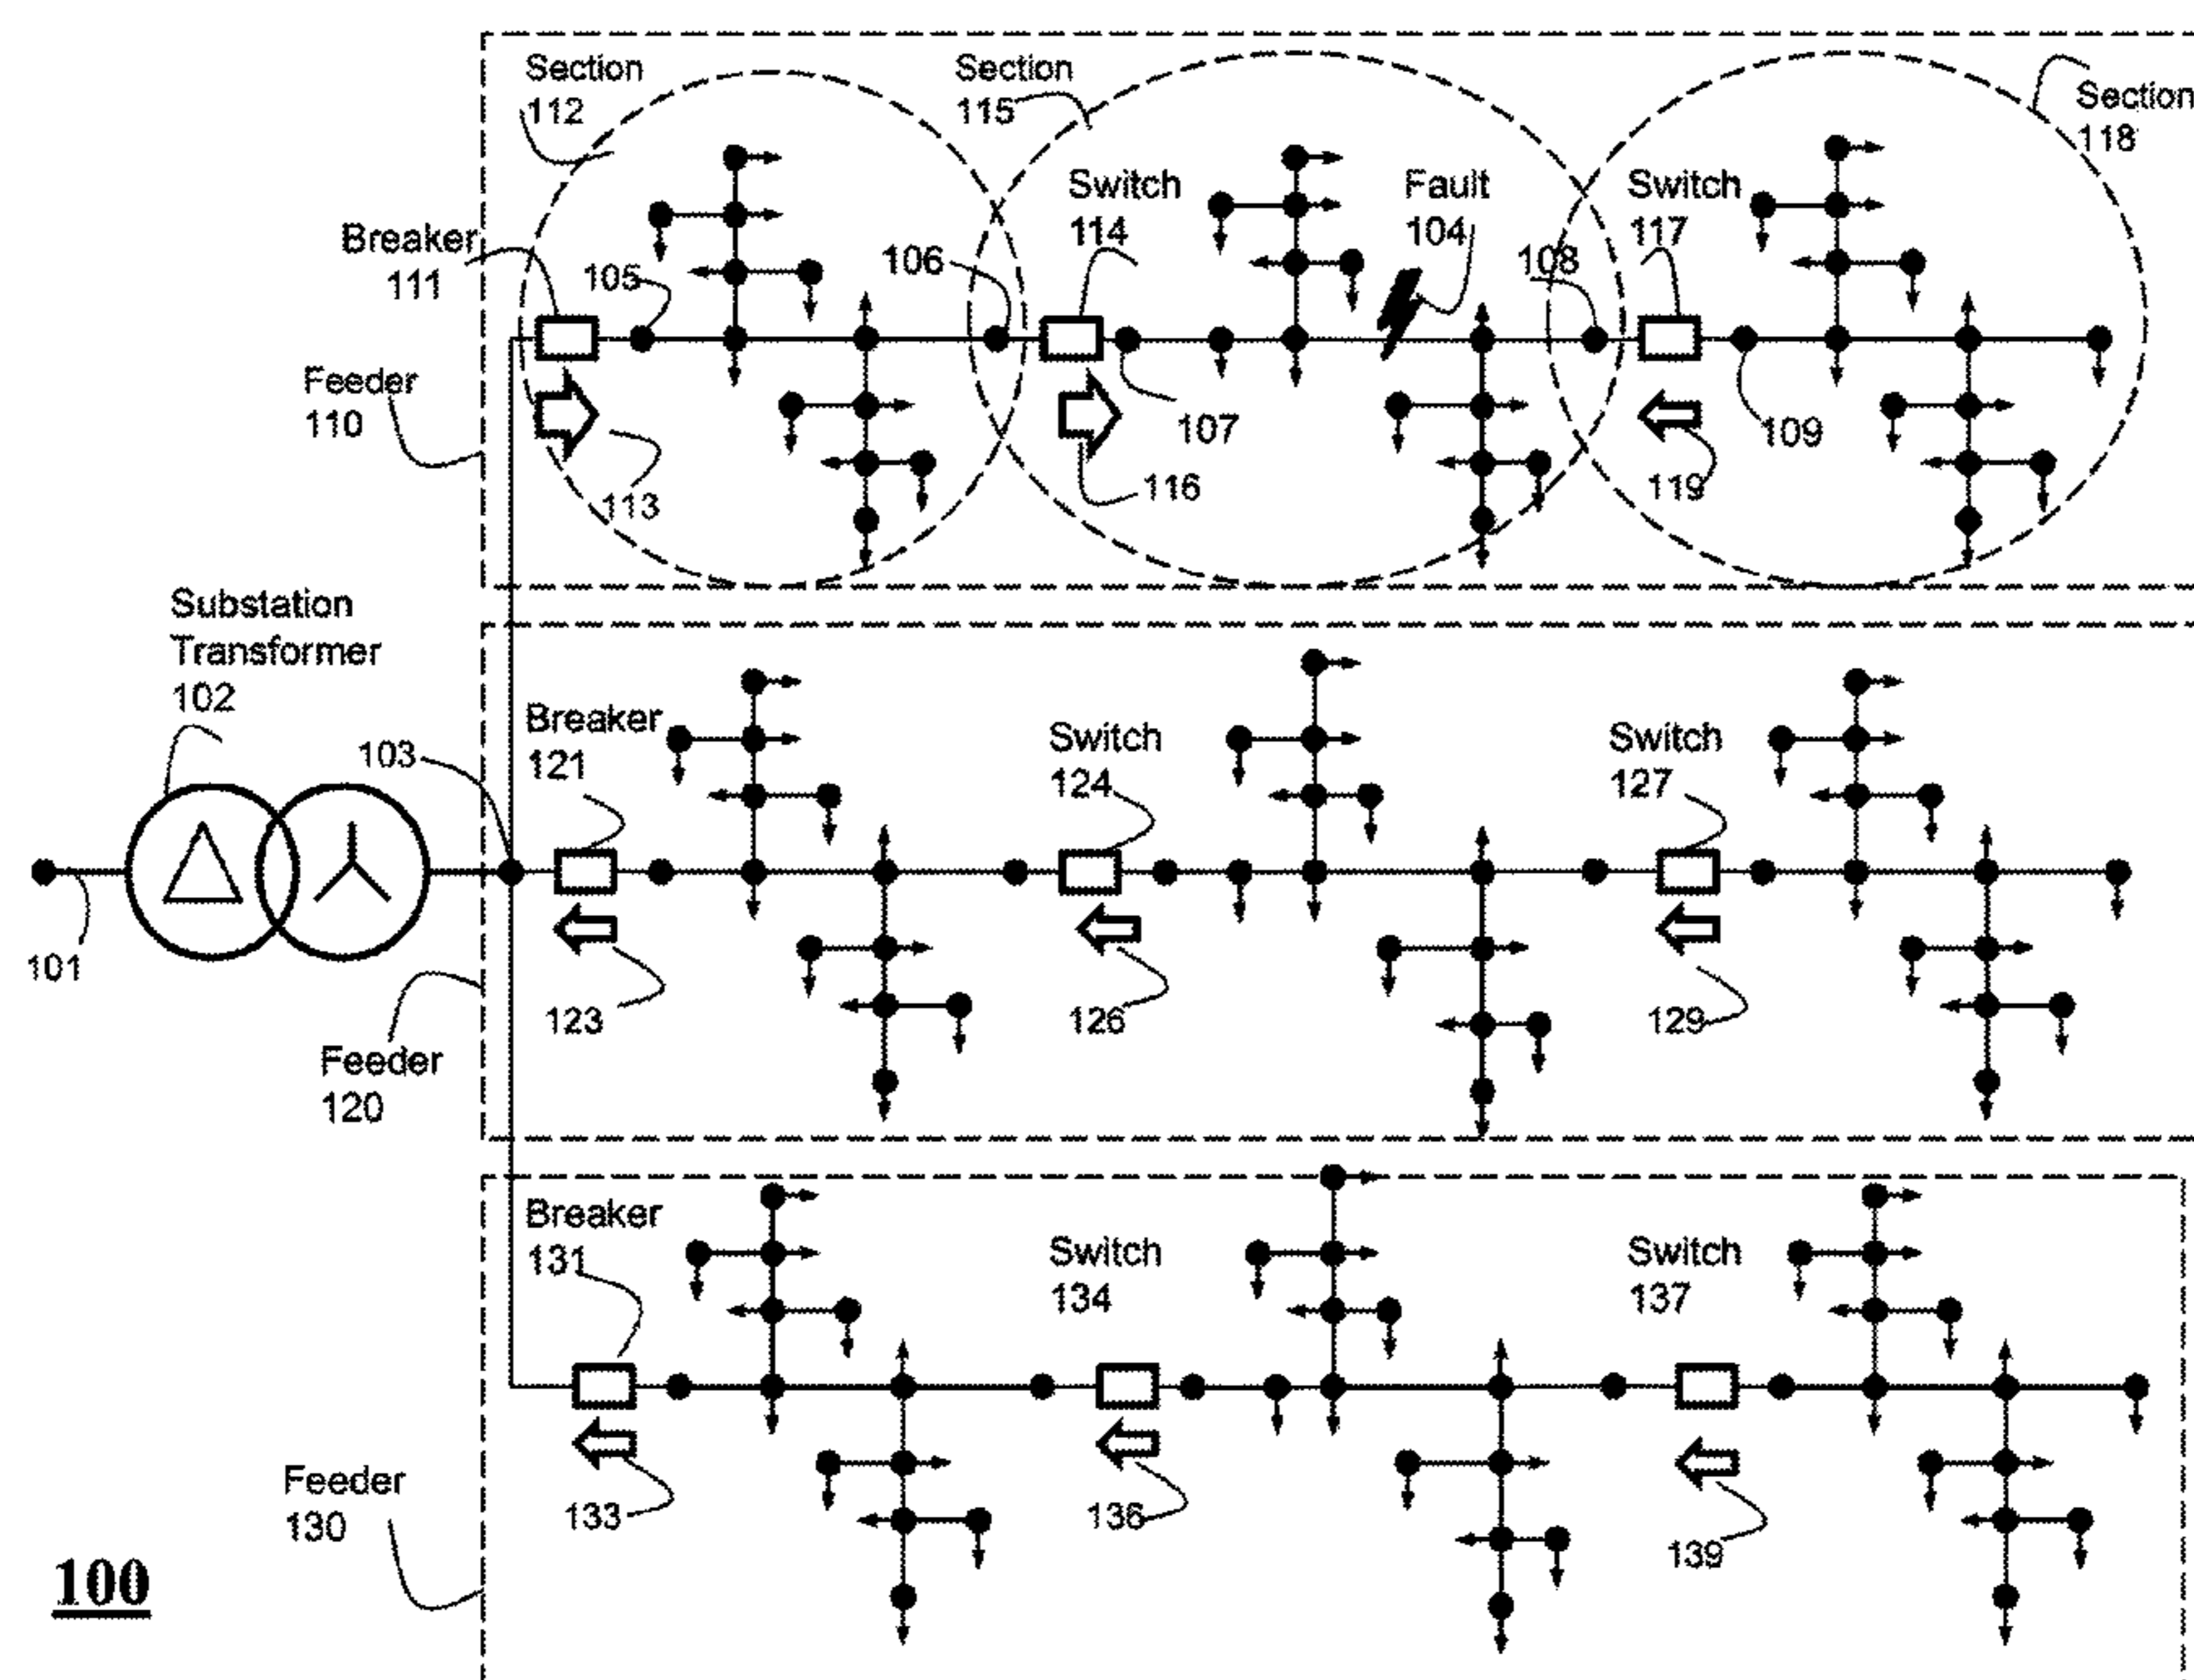 Section
112
Section
115
Section
118
Switch
114
Fault
104
Switch
117
Breaker
111
105
106
108
Feeder
110
107
109
113
116
119
Substation
Transformer
102
103
Breaker
121
Switch
124
Switch
127
101
123
126
129
Feeder
120
Breaker
131
Switch
134
Switch
137
Feeder
130
133
136
139
100